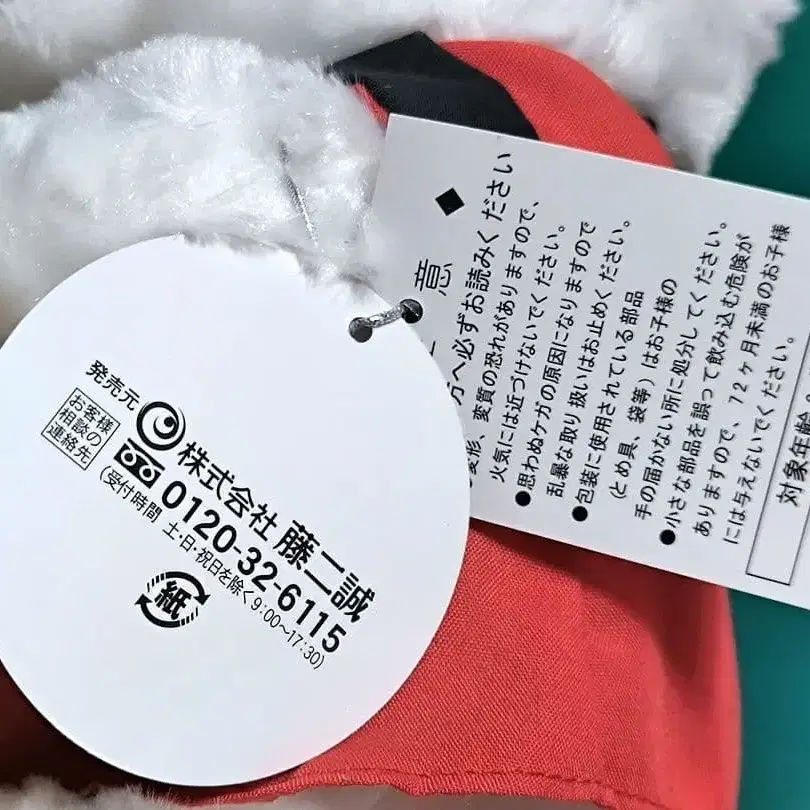 発売元
株式会社 藤二誠
お客様
相談の
連絡先
0120-32-6115
(受付時間 土・日・祝日を除く9:00〜17:30)
紙
意 ◆
へ必ずお読みください
変形、変質の恐れがありますので、
火気には近づけないでください。
●思わぬケガの原因になりますので
乱暴な取り扱いはお止めください。
●包装に使用されている部品
(とめ具、袋等)はお子様の
手の届かない所に処分してください。
●小さな部品を誤って飲み込む危険が
ありますので、72ヶ月未満のお子様
には与えないでください。
対象年齢